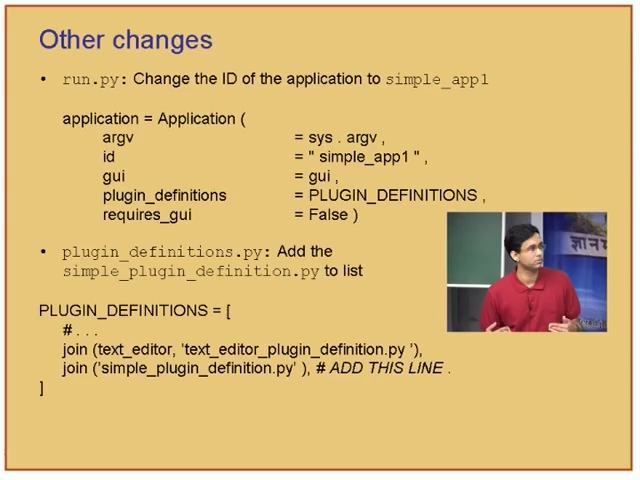 Other changes
• run.py: Change the ID of the application to simple_app1
application = Application (
argv = sys . argv ,
id = " simple_app1 " ,
gui = gui ,
plugin_definitions = PLUGIN_DEFINITIONS ,
requires_gui = False )
• plugin_definitions.py: Add the
simple_plugin_definition.py to list
ज्ञानम
PLUGIN_DEFINITIONS = [
# . . .
join (text_editor, 'text_editor_plugin_definition.py '),
join ('simple_plugin_definition.py' ), # ADD THIS LINE .
]